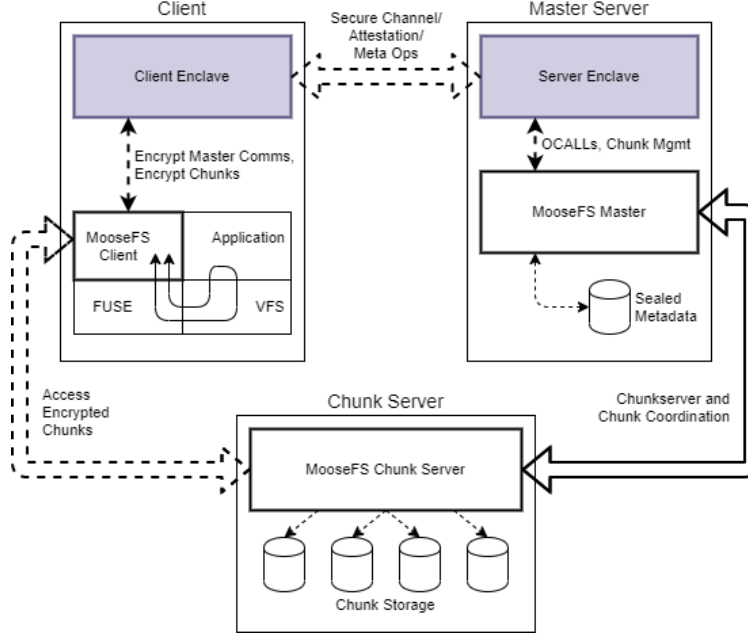 Client
Master Server
Secure Channel/
Attestation/
Meta Ops
Client Enclave
Server Enclave
Encrypt Master Comms,
Encrypt Chunks
OCALLs, Chunk Mgmt
MooseFS
Client
Application
MooseFS Master
FUSE
VFS
Sealed
Metadata
Access
Encrypted
Chunks
Chunkserver and
Chunk Coordination
Chunk Server
MooseFS Chunk Server
Chunk Storage